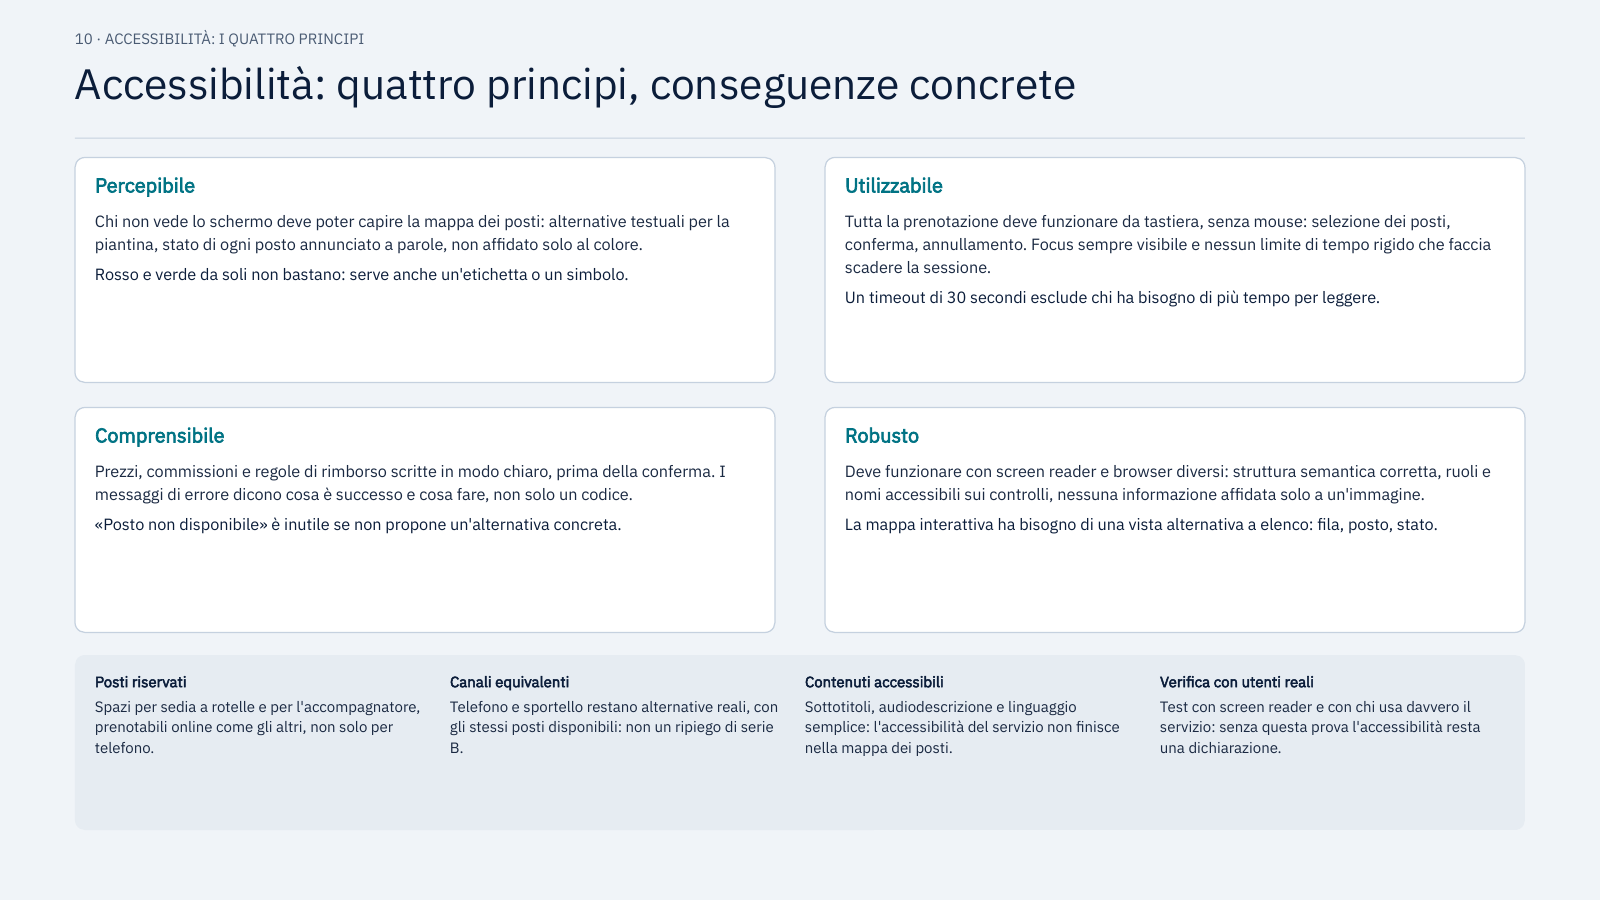 10 · ACCESSIBILITÀ: I QUATTRO PRINCIPI
Accessibilità: quattro principi, conseguenze concrete
Percepibile
Chi non vede lo schermo deve poter capire la mappa dei posti: alternative testuali per la
piantina, stato di ogni posto annunciato a parole, non affidato solo al colore.
Rosso e verde da soli non bastano: serve anche un'etichetta o un simbolo.
Utilizzabile
Tutta la prenotazione deve funzionare da tastiera, senza mouse: selezione dei posti,
conferma, annullamento. Focus sempre visibile e nessun limite di tempo rigido che faccia
scadere la sessione.
Un timeout di 30 secondi esclude chi ha bisogno di più tempo per leggere.
Comprensibile
Prezzi, commissioni e regole di rimborso scritte in modo chiaro, prima della conferma. I
messaggi di errore dicono cosa è successo e cosa fare, non solo un codice.
«Posto non disponibile» è inutile se non propone un'alternativa concreta.
Robusto
Deve funzionare con screen reader e browser diversi: struttura semantica corretta, ruoli e
nomi accessibili sui controlli, nessuna informazione affidata solo a un'immagine.
La mappa interattiva ha bisogno di una vista alternativa a elenco: fila, posto, stato.
Posti riservati
Spazi per sedia a rotelle e per l'accompagnatore,
prenotabili online come gli altri, non solo per
telefono.
Canali equivalenti
Telefono e sportello restano alternative reali, con
gli stessi posti disponibili: non un ripiego di serie
B.
Contenuti accessibili
Sottotitoli, audiodescrizione e linguaggio
semplice: l'accessibilità del servizio non finisce
nella mappa dei posti.
Verifica con utenti reali
Test con screen reader e con chi usa davvero il
servizio: senza questa prova l'accessibilità resta
una dichiarazione.